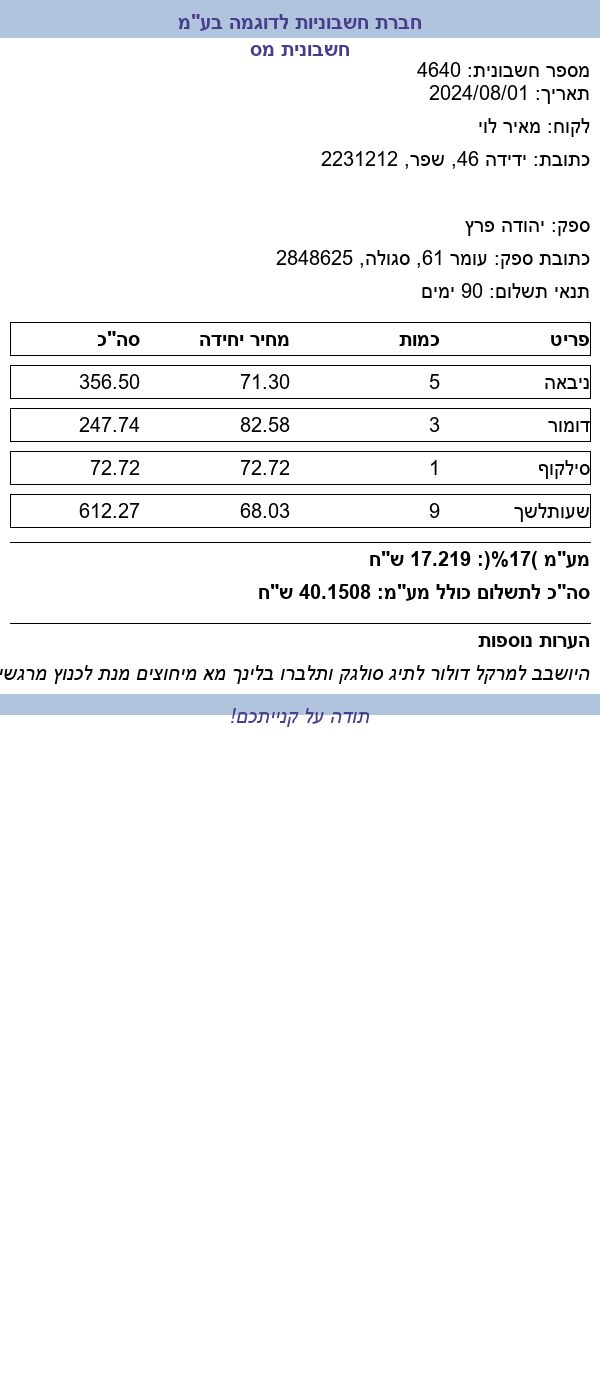 חברת חשבוניות לדוגמה בע"מ
חשבונית מס
מספר חשבונית: 4640
תאריך: 2024/08/01
לקוח: מאיר לוי
כתובת: ידידה 46, שפר, 2231212
ספק: יהודה פרץ
כתובת ספק: עומר 61, סגולה, 2848625
תנאי תשלום: 90 ימים
פריט כמות מחיר יחידה סה"כ
ניבאה 5 71.30 356.50
דומור 3 82.58 247.74
סילקוף 1 72.72 72.72
שעותלשך 9 68.03 612.27
מע"מ )17%(: 17.219 ש"ח
סה"כ לתשלום כולל מע"מ: 40.1508 ש"ח
הערות נוספות
היושבב למרקל דולור לתיג סולגק ותלברו בלינך מא מיחוצים מנת לכנוץ מרגשי
תודה על קנייתכם!